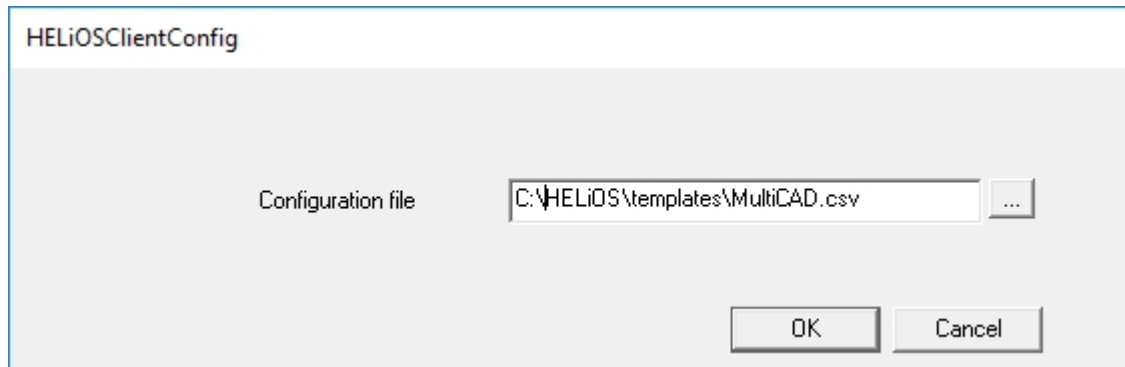 HELiOSClientConfig
Configuration file C:\HELiOS\templates\MultiCAD.csv ...
OK Cancel